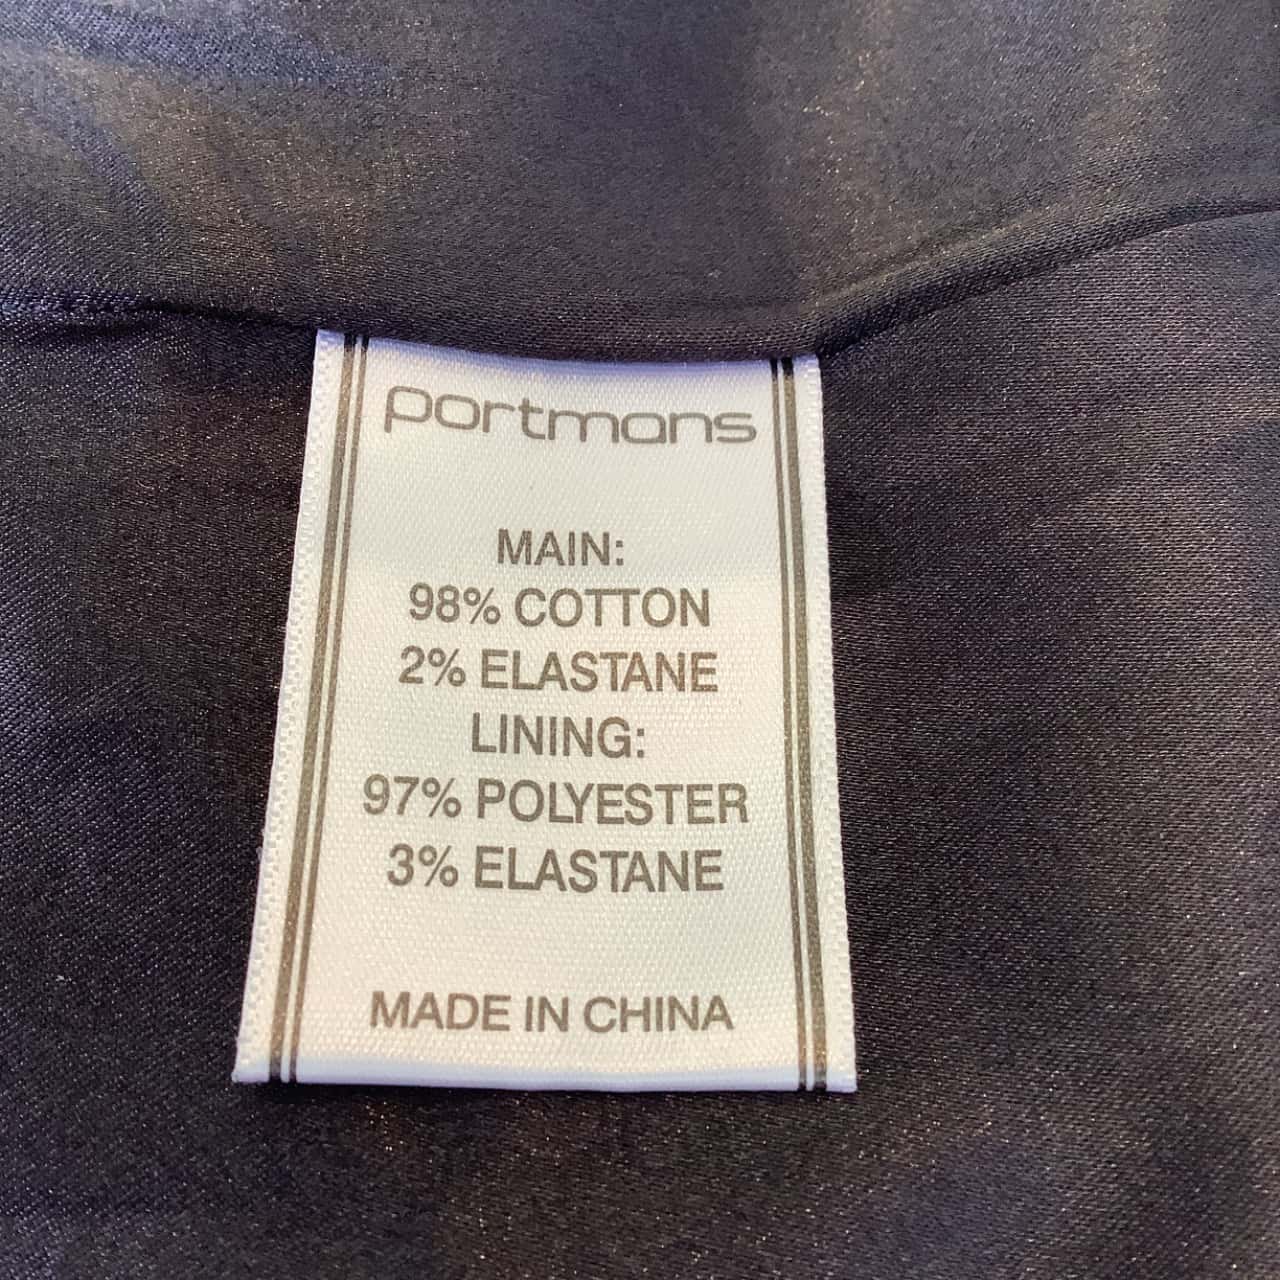 portmans
MAIN:
98% COTTON
2% ELASTANE
LINING:
97% POLYESTER
3% ELASTANE
MADE IN CHINA